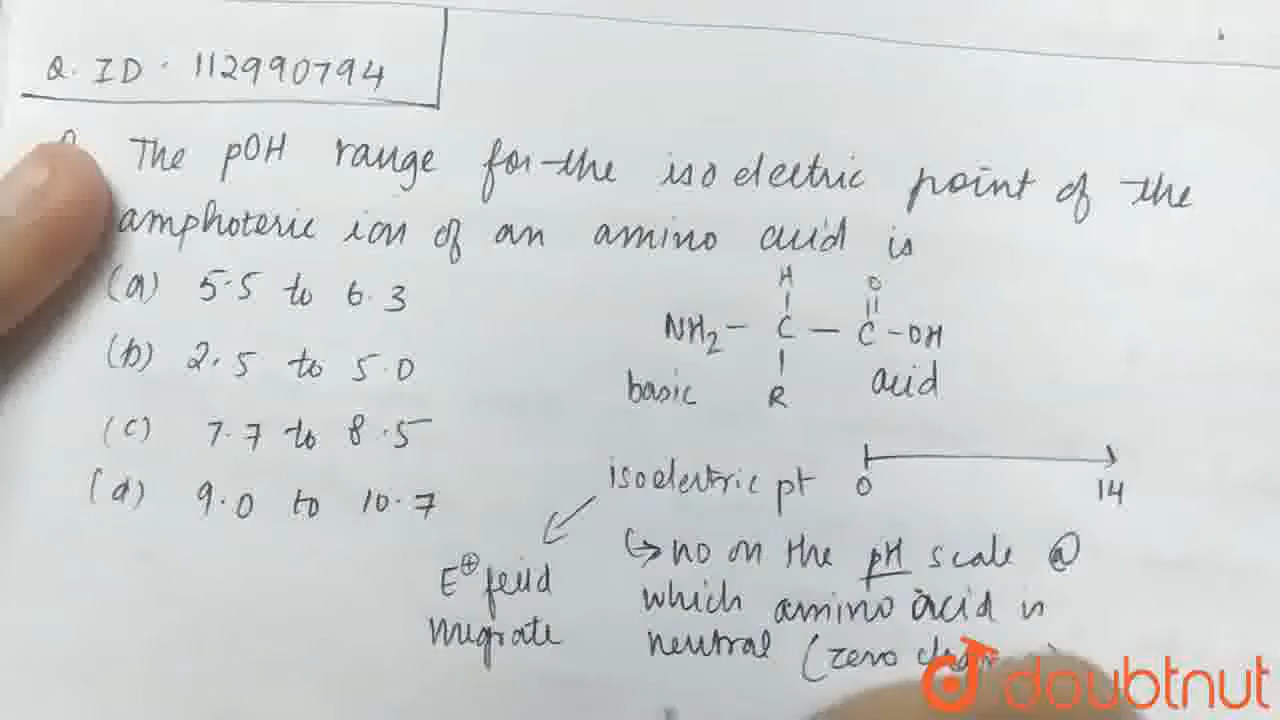 Q. ID. 112990794
The pOH range for the isoelectric point of the
amphoteric ion of an amino acid is
(a) 5.5 to 6.3
(b) 2.5 to 5.0
(c) 7.7 to 8.5
(d) 9.0 to 10.7
H
O
NH2 - C - C - OH
basic R acid
isoelectric pt 0 14
↳ no on the pH scale @
which amino acid is
neutral (zero
E⊕ feild
migrate
doubtnut